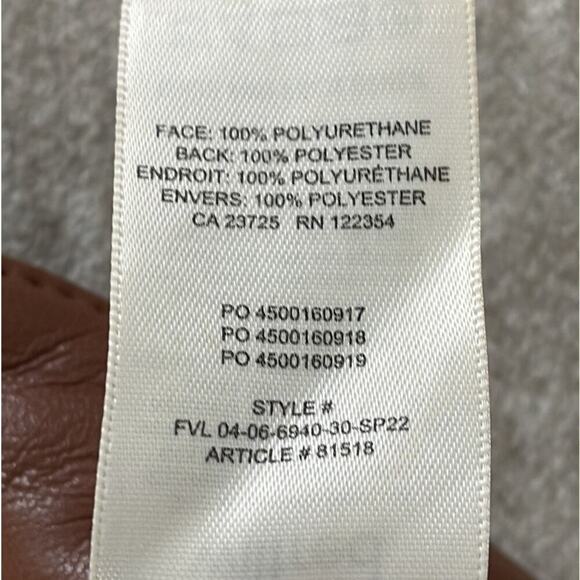 FACE: 100% POLYURETHANE
BACK: 100% POLYESTER
ENDROIT: 100% POLYURÉTHANE
ENVERS: 100% POLYESTER
CA 23725 RN 122354
PO 4500160917
PO 4500160918
PO 4500160919
STYLE #
FVL 04-06-6940-30-SP22
ARTICLE # 81518